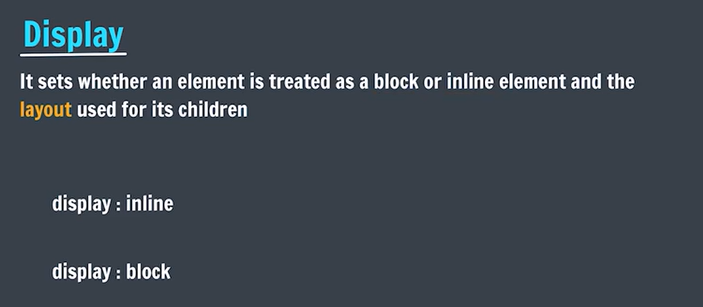 Display
It sets whether an element is treated as a block or inline element and the
layout used for its children
display : inline
display : block